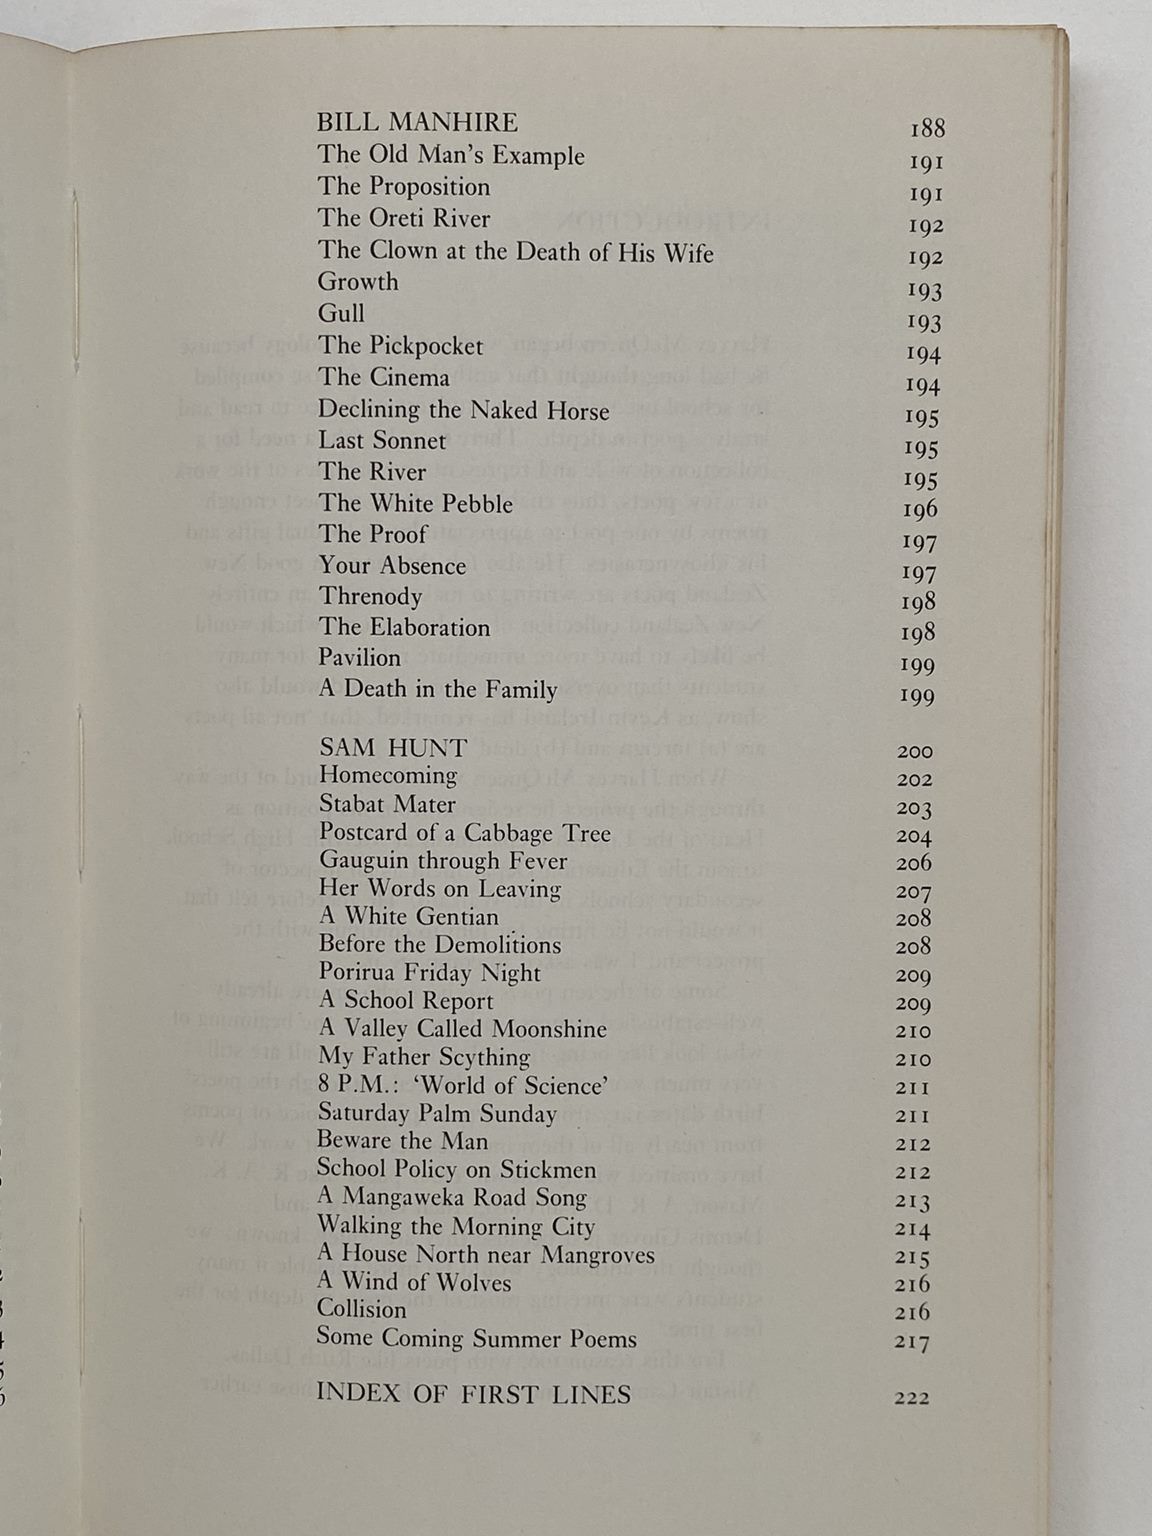 BILL MANHIRE 188
The Old Man's Example 191
The Proposition 191
The Oreti River 192
The Clown at the Death of His Wife 192
Growth 193
Gull 193
The Pickpocket 194
The Cinema 194
Declining the Naked Horse 195
Last Sonnet 195
The River 195
The White Pebble 196
The Proof 197
Your Absence 197
Threnody 198
The Elaboration 198
Pavilion 199
A Death in the Family 199
SAM HUNT 200
Homecoming 202
Stabat Mater 203
Postcard of a Cabbage Tree 204
Gauguin through Fever 206
Her Words on Leaving 207
A White Gentian 208
Before the Demolitions 208
Porirua Friday Night 209
A School Report 209
A Valley Called Moonshine 210
My Father Scything 210
8 P.M.: ‘World of Science’ 211
Saturday Palm Sunday 211
Beware the Man 212
School Policy on Stickmen 212
A Mangaweka Road Song 213
Walking the Morning City 214
A House North near Mangroves 215
A Wind of Wolves 216
Collision 216
Some Coming Summer Poems 217
INDEX OF FIRST LINES 222